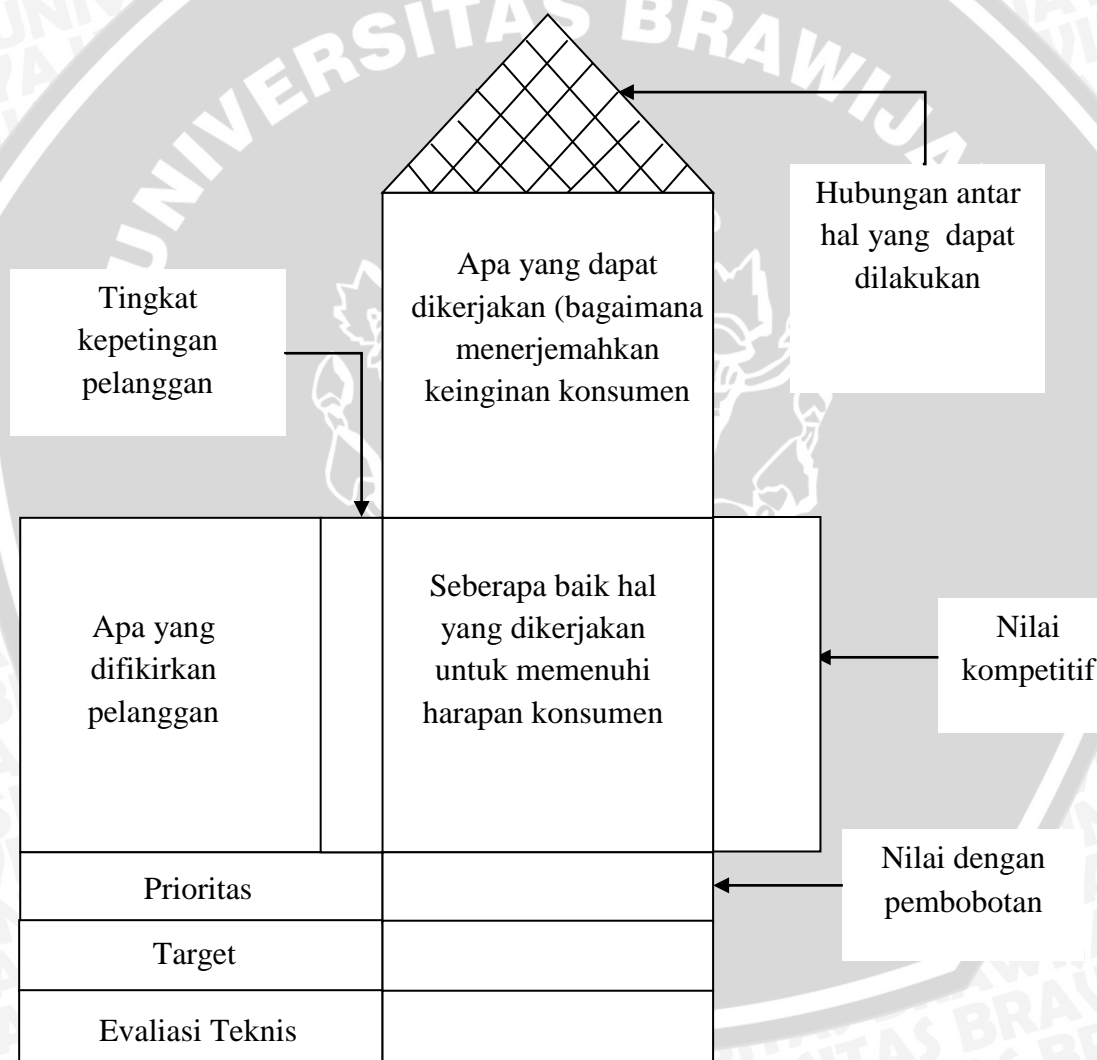 UNIVERSITAS BRAWIJA
Hubungan antar
hal yang dapat
dilakukan
Apa yang dapat
dikerjakan (bagaimana
menerjemahkan
keinginan konsumen
Tingkat
kepetingan
pelanggan
Apa yang
difikirkan
pelanggan
Seberapa baik hal
yang dikerjakan
untuk memenuhi
harapan konsumen
Nilai
kompetitif
Nilai dengan
pembobotan
Prioritas
Target
Evaliasi Teknis